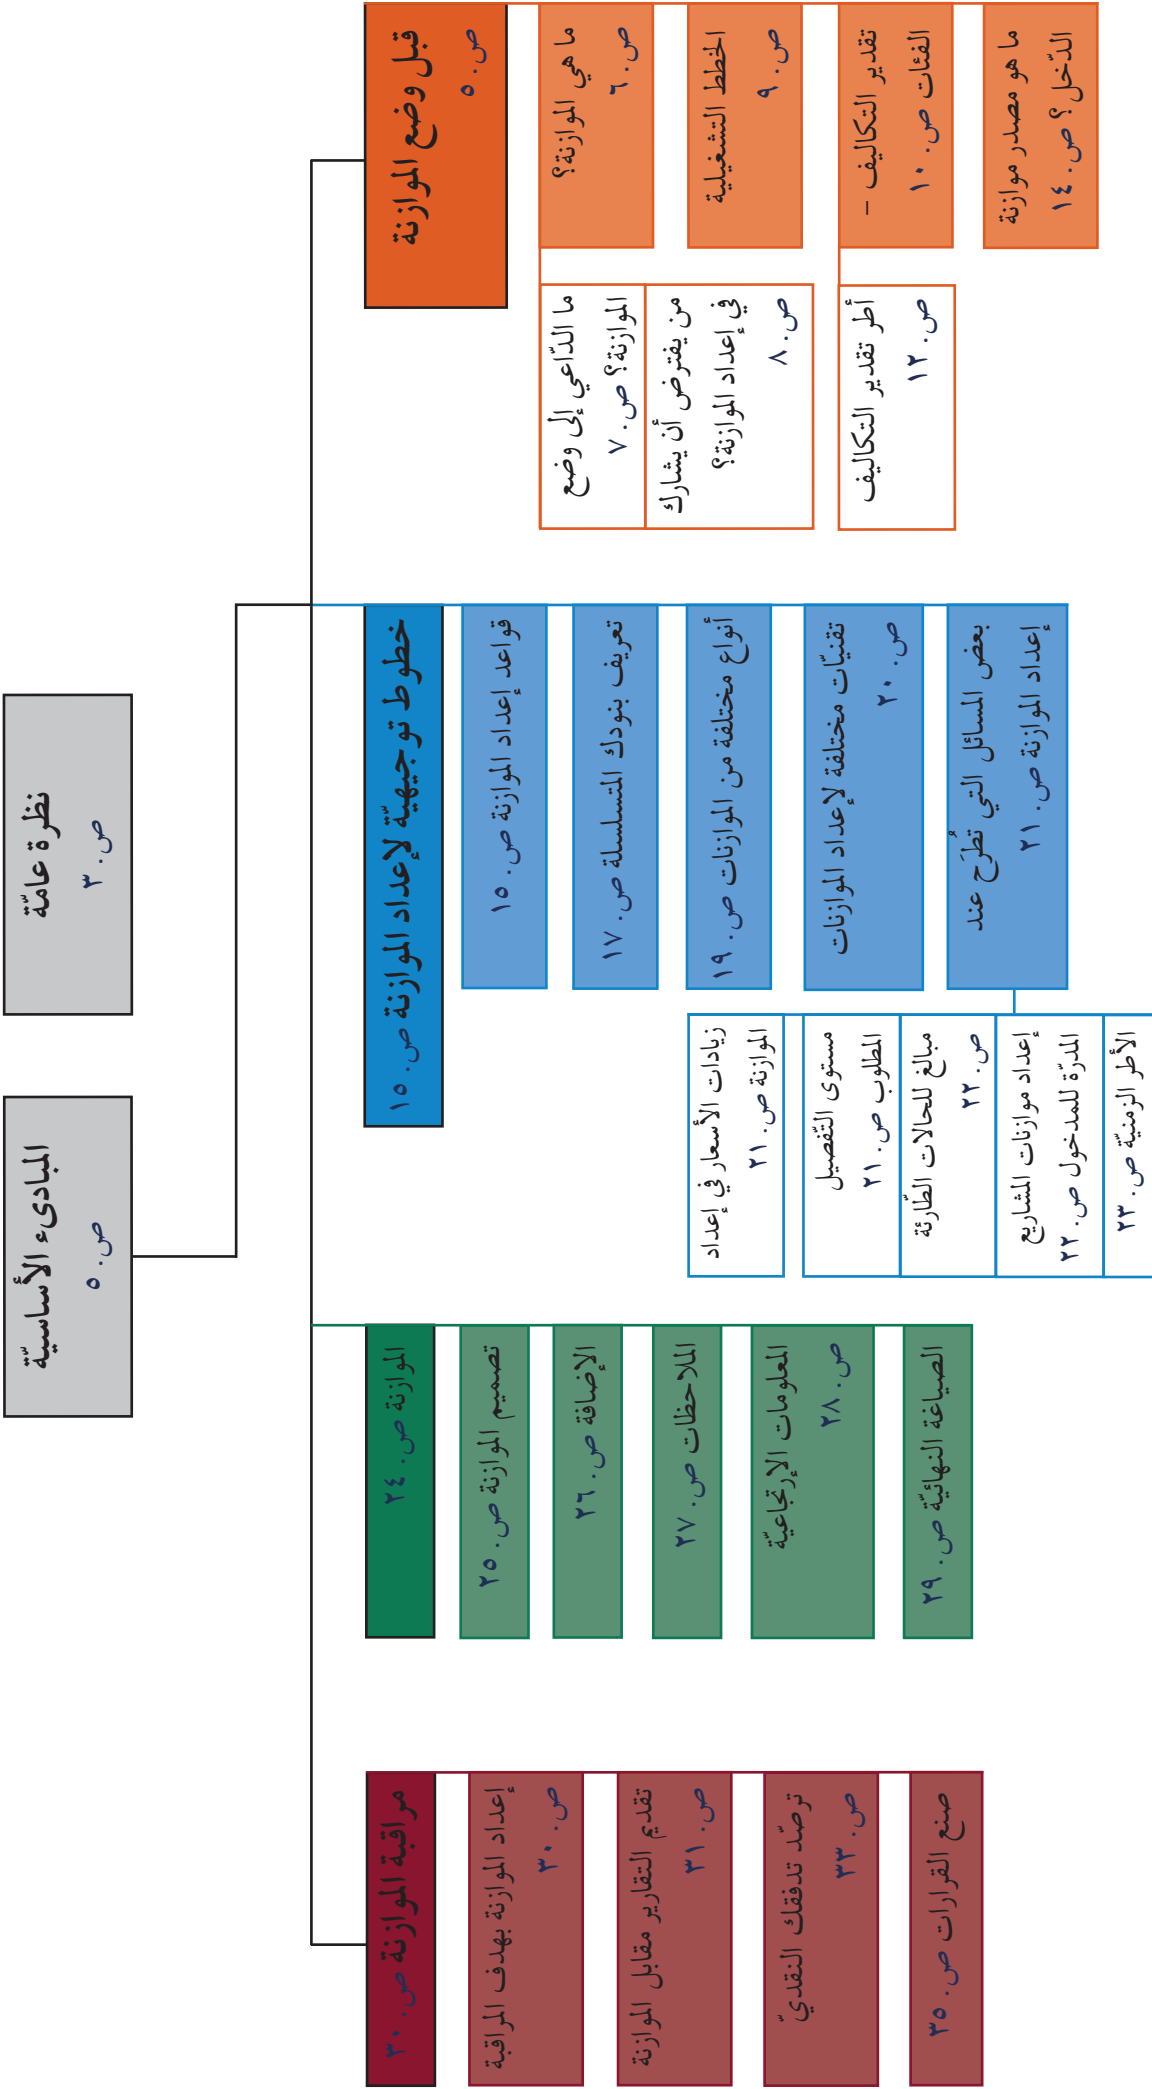 نظرة عامّة
ص. ٣
المبادىء الأساسيّة
ص. ٥
قبل وضع الموازنة
ص. ٥
ما هي الموازنة؟
ص. ٦
ما الدّاعي إلى وضع
الموازنة؟ ص. ٧
من يفترض أن يشارك
في إعداد الموازنة؟
ص. ٨
الخطط التشغيلية
ص. ٩
تقدير التكاليف –
الفئات ص. ١٠
أطر تقدير التكاليف
ص. ١٢
ما هو مصدر موازنة
الدّخل؟ ص. ١٤
خطوط توجيهيّة لإعداد الموازنة ص. ١٥
قواعد إعداد الموازنة ص. ١٥
تعريف بنودك المتسلسلة ص. ١٧
أنواع مختلفة من الموازنات ص. ١٩
تقنيّات مختلفة لإعداد الموازنات
ص. ٢٠
بعض المسائل التي تُطرَح عند
إعداد الموازنة ص. ٢١
زيادات الأسعار في إعداد
الموازنة ص. ٢١
مستوى التّفصيل
المطلوب ص. ٢١
مبالغ للحالات الطّارئة
ص. ٢٢
إعداد موازنات المشاريع
المدرّة للمدخول ص. ٢٢
الأطر الزمنيّة ص. ٢٣
الموازنة ص. ٢٤
تصميم الموازنة ص. ٢٥
الإضافة ص. ٢٦
الملاحظات ص. ٢٧
المعلومات الإرتجاعيّة
ص. ٢٨
الصياغة النهائيّة ص. ٢٩
مراقبة الموازنة ص. ٣٠
إعداد الموازنة بهدف المراقبة
ص. ٣٠
تقديم التقارير مقابل الموازنة
ص. ٣١
ترصّد تدفقك النقديّ
ص. ٣٣
صنع القرارات ص. ٣٥